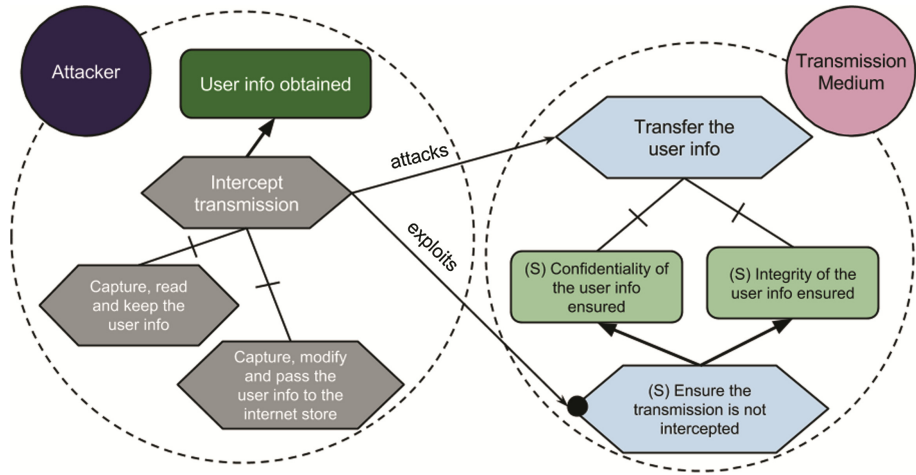 Attacker
User info obtained
Intercept
transmission
Capture, read
and keep the
user info
Capture, modify
and pass the
user info to the
internet store
attacks
exploits
Transmission
Medium
Transfer the
user info
(S) Confidentiality of
the user info
ensured
(S) Integrity of the
user info ensured
(S) Ensure the
transmission is not
intercepted